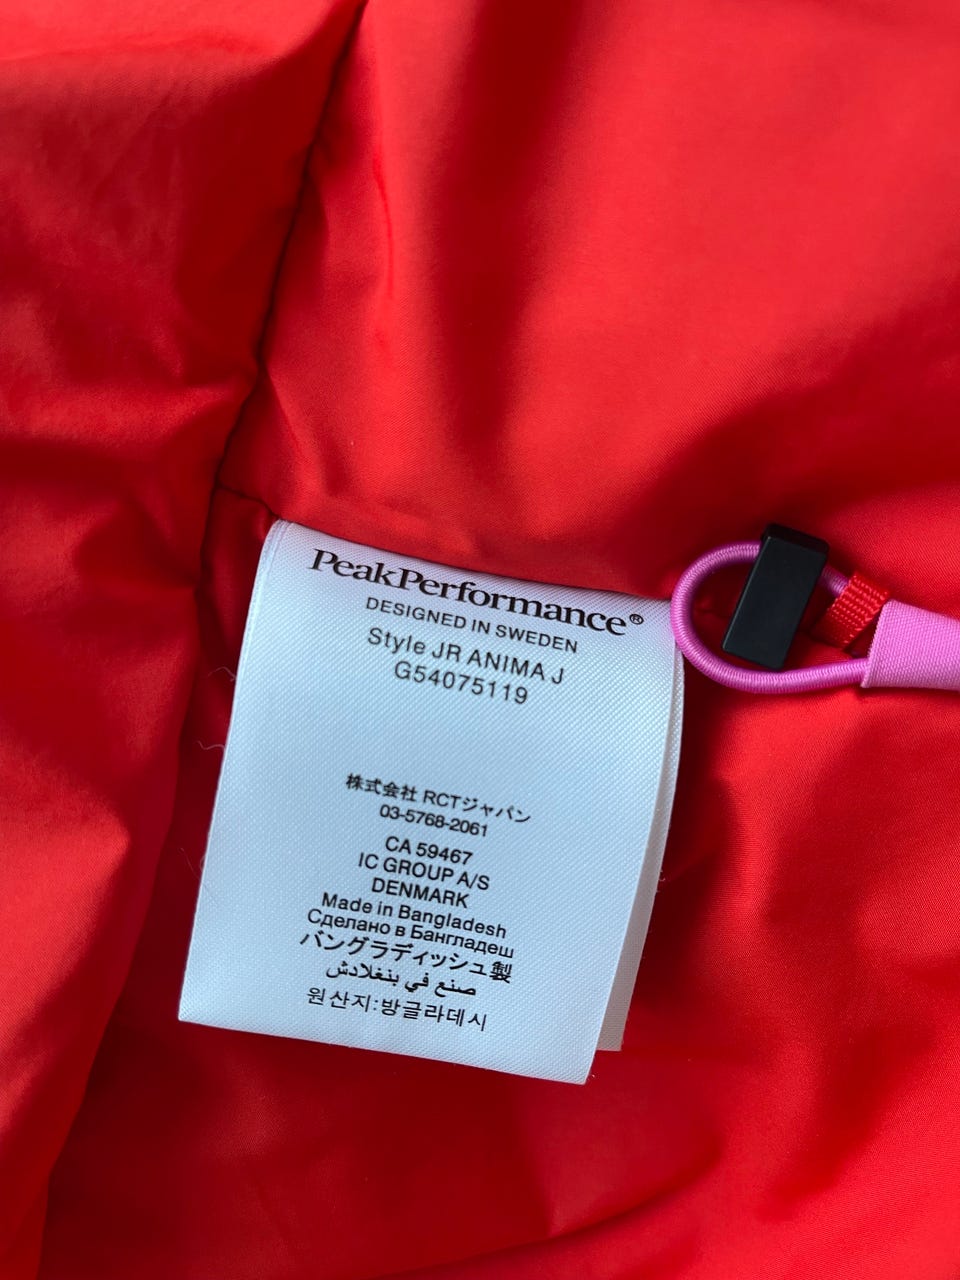 PeakPerformance®
DESIGNED IN SWEDEN
Style JR ANIMA J
G54075119
株式会社 RCTジャパン
03-5768-2061
CA 59467
IC GROUP A/S
DENMARK
Made in Bangladesh
Сделано в Бангладеш
バングラディッシュ製
صنع في بنغلادش
원산지:방글라데시